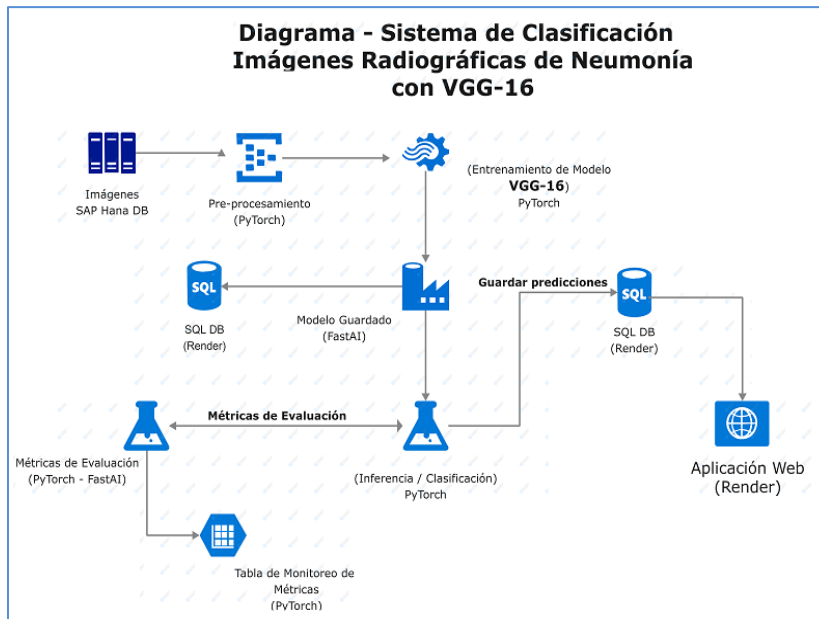 Diagrama - Sistema de Clasificación
Imágenes Radiográficas de Neumonía
con VGG-16
Imágenes
SAP Hana DB
Pre-procesamiento
(PyTorch)
(Entrenamiento de Modelo
VGG-16)
PyTorch
SQL
SQL DB
(Render)
Modelo Guardado
(FastAI)
Guardar predicciones
SQL
SQL DB
(Render)
Métricas de Evaluación
Métricas de Evaluación
(PyTorch - FastAI)
(Inferencia / Clasificación)
PyTorch
Aplicación Web
(Render)
Tabla de Monitoreo de
Métricas
(PyTorch)